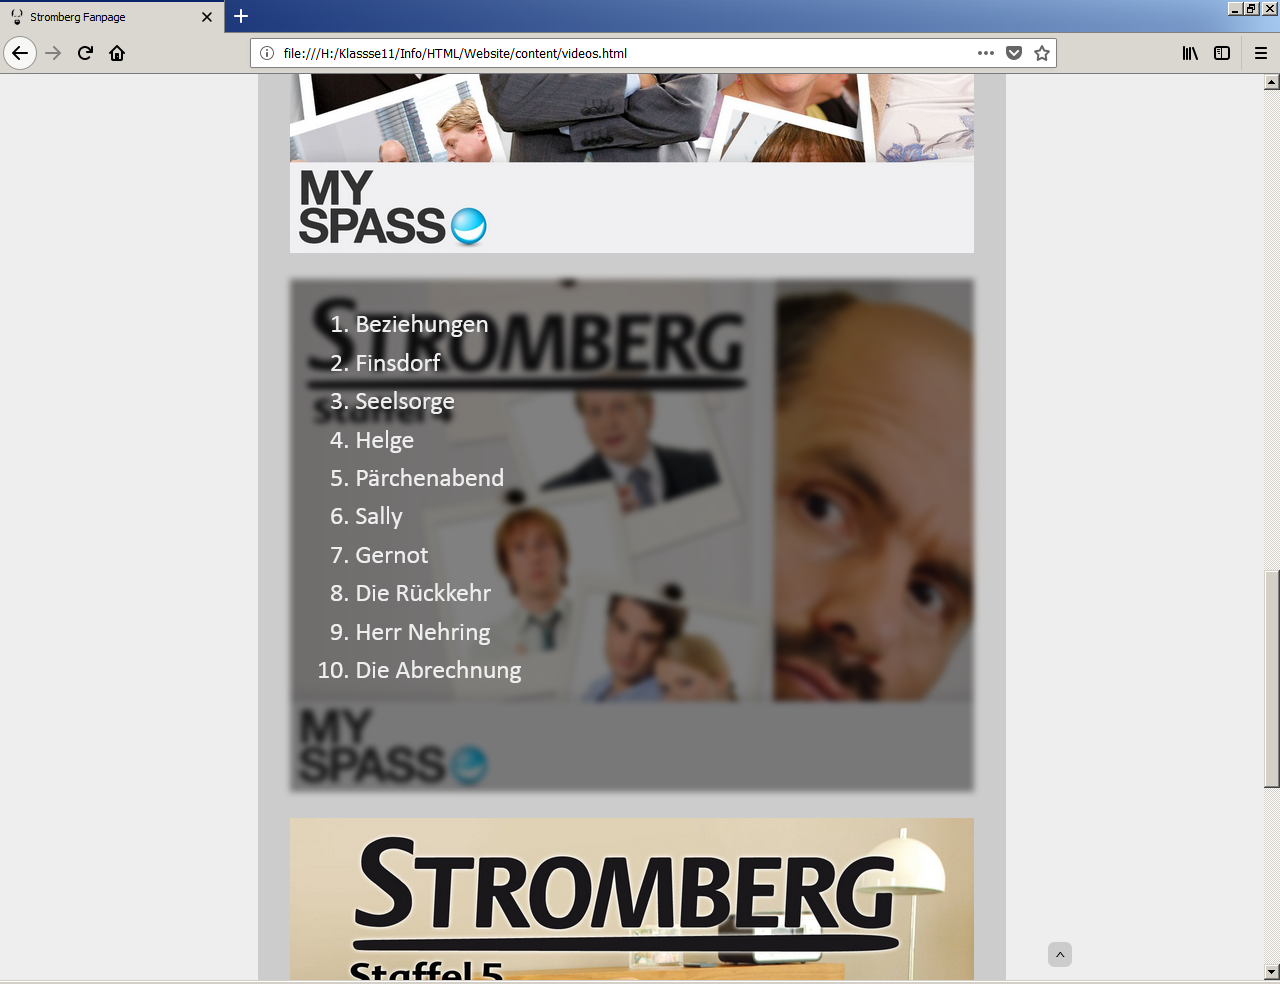 Stromberg Fanpage
file:///H:/Klassse11/Info/HTML/Website/content/videos.html
MY
SPASS
STROMBERG
Staffel 4
1. Beziehungen
2. Finsdorf
3. Seelsorge
4. Helge
5. Pärchenabend
6. Sally
7. Gernot
8. Die Rückkehr
9. Herr Nehring
10. Die Abrechnung
MY
SPASS
STROMBERG
Staffel 5